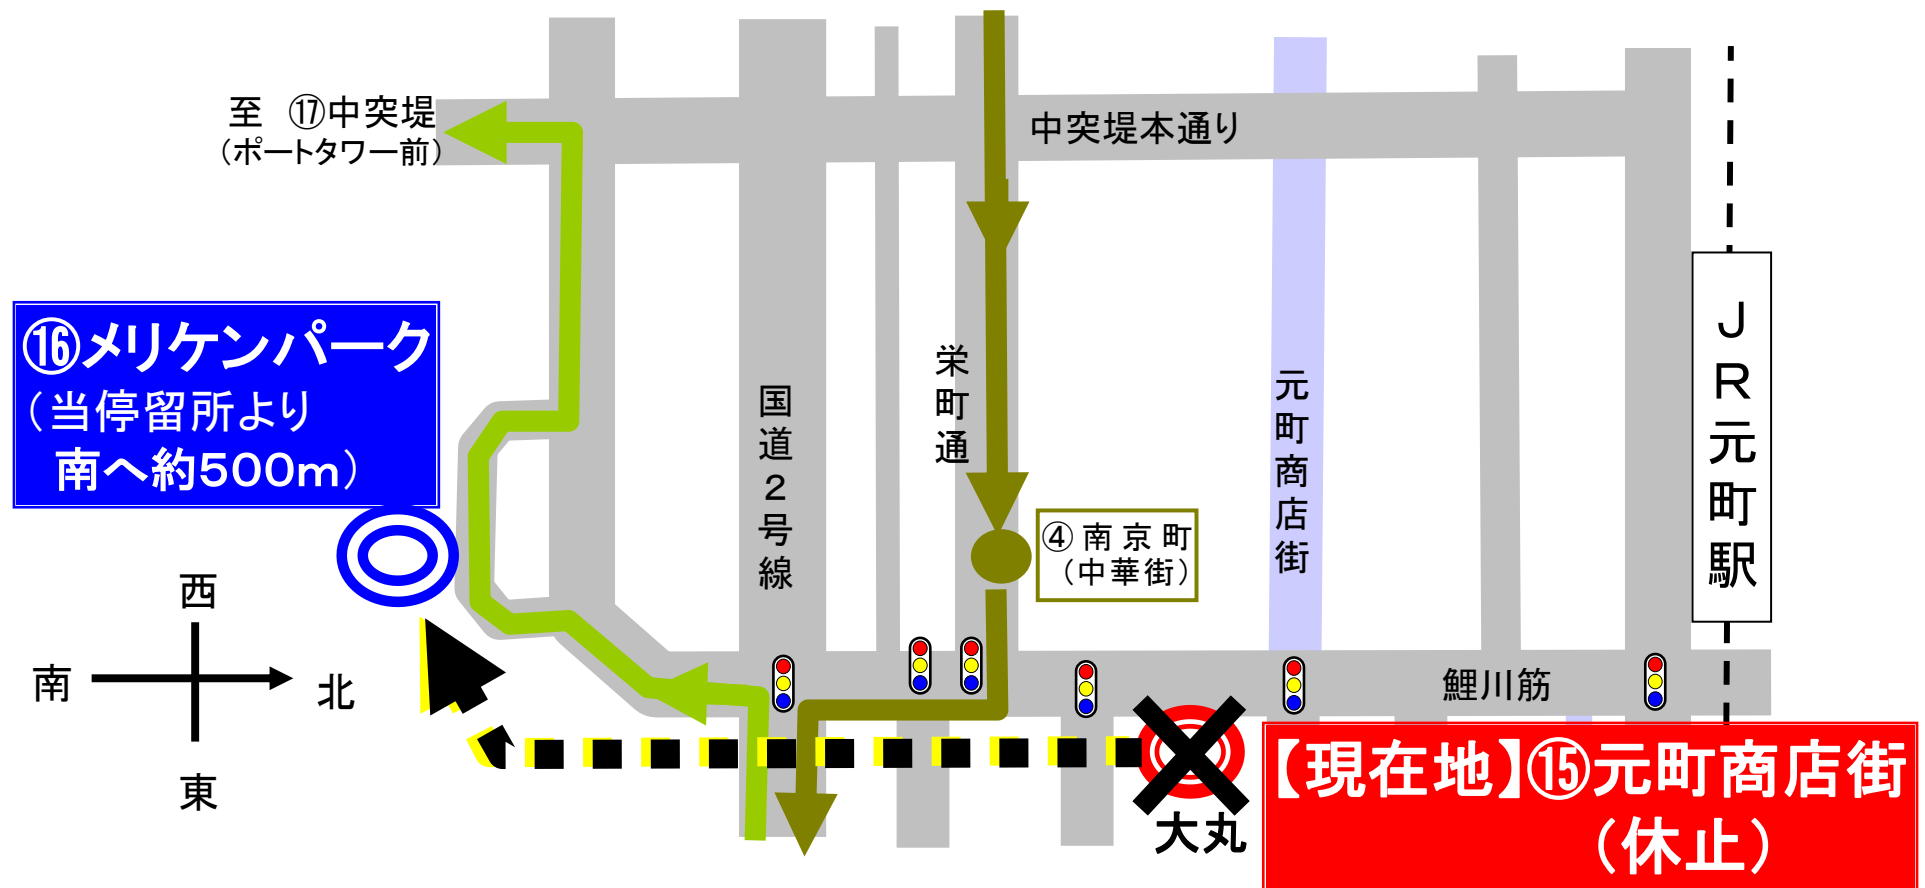 至 ⑰中突堤
（ポートタワー前）
中突堤本通り
⑯メリケンパーク
（当停留所より
南へ約500m）
国道２号線
栄町通
元町商店街
ＪＲ元町駅
④南京町
（中華街）
西
南
北
東
鯉川筋
大丸
【現在地】⑮元町商店街
（休止）